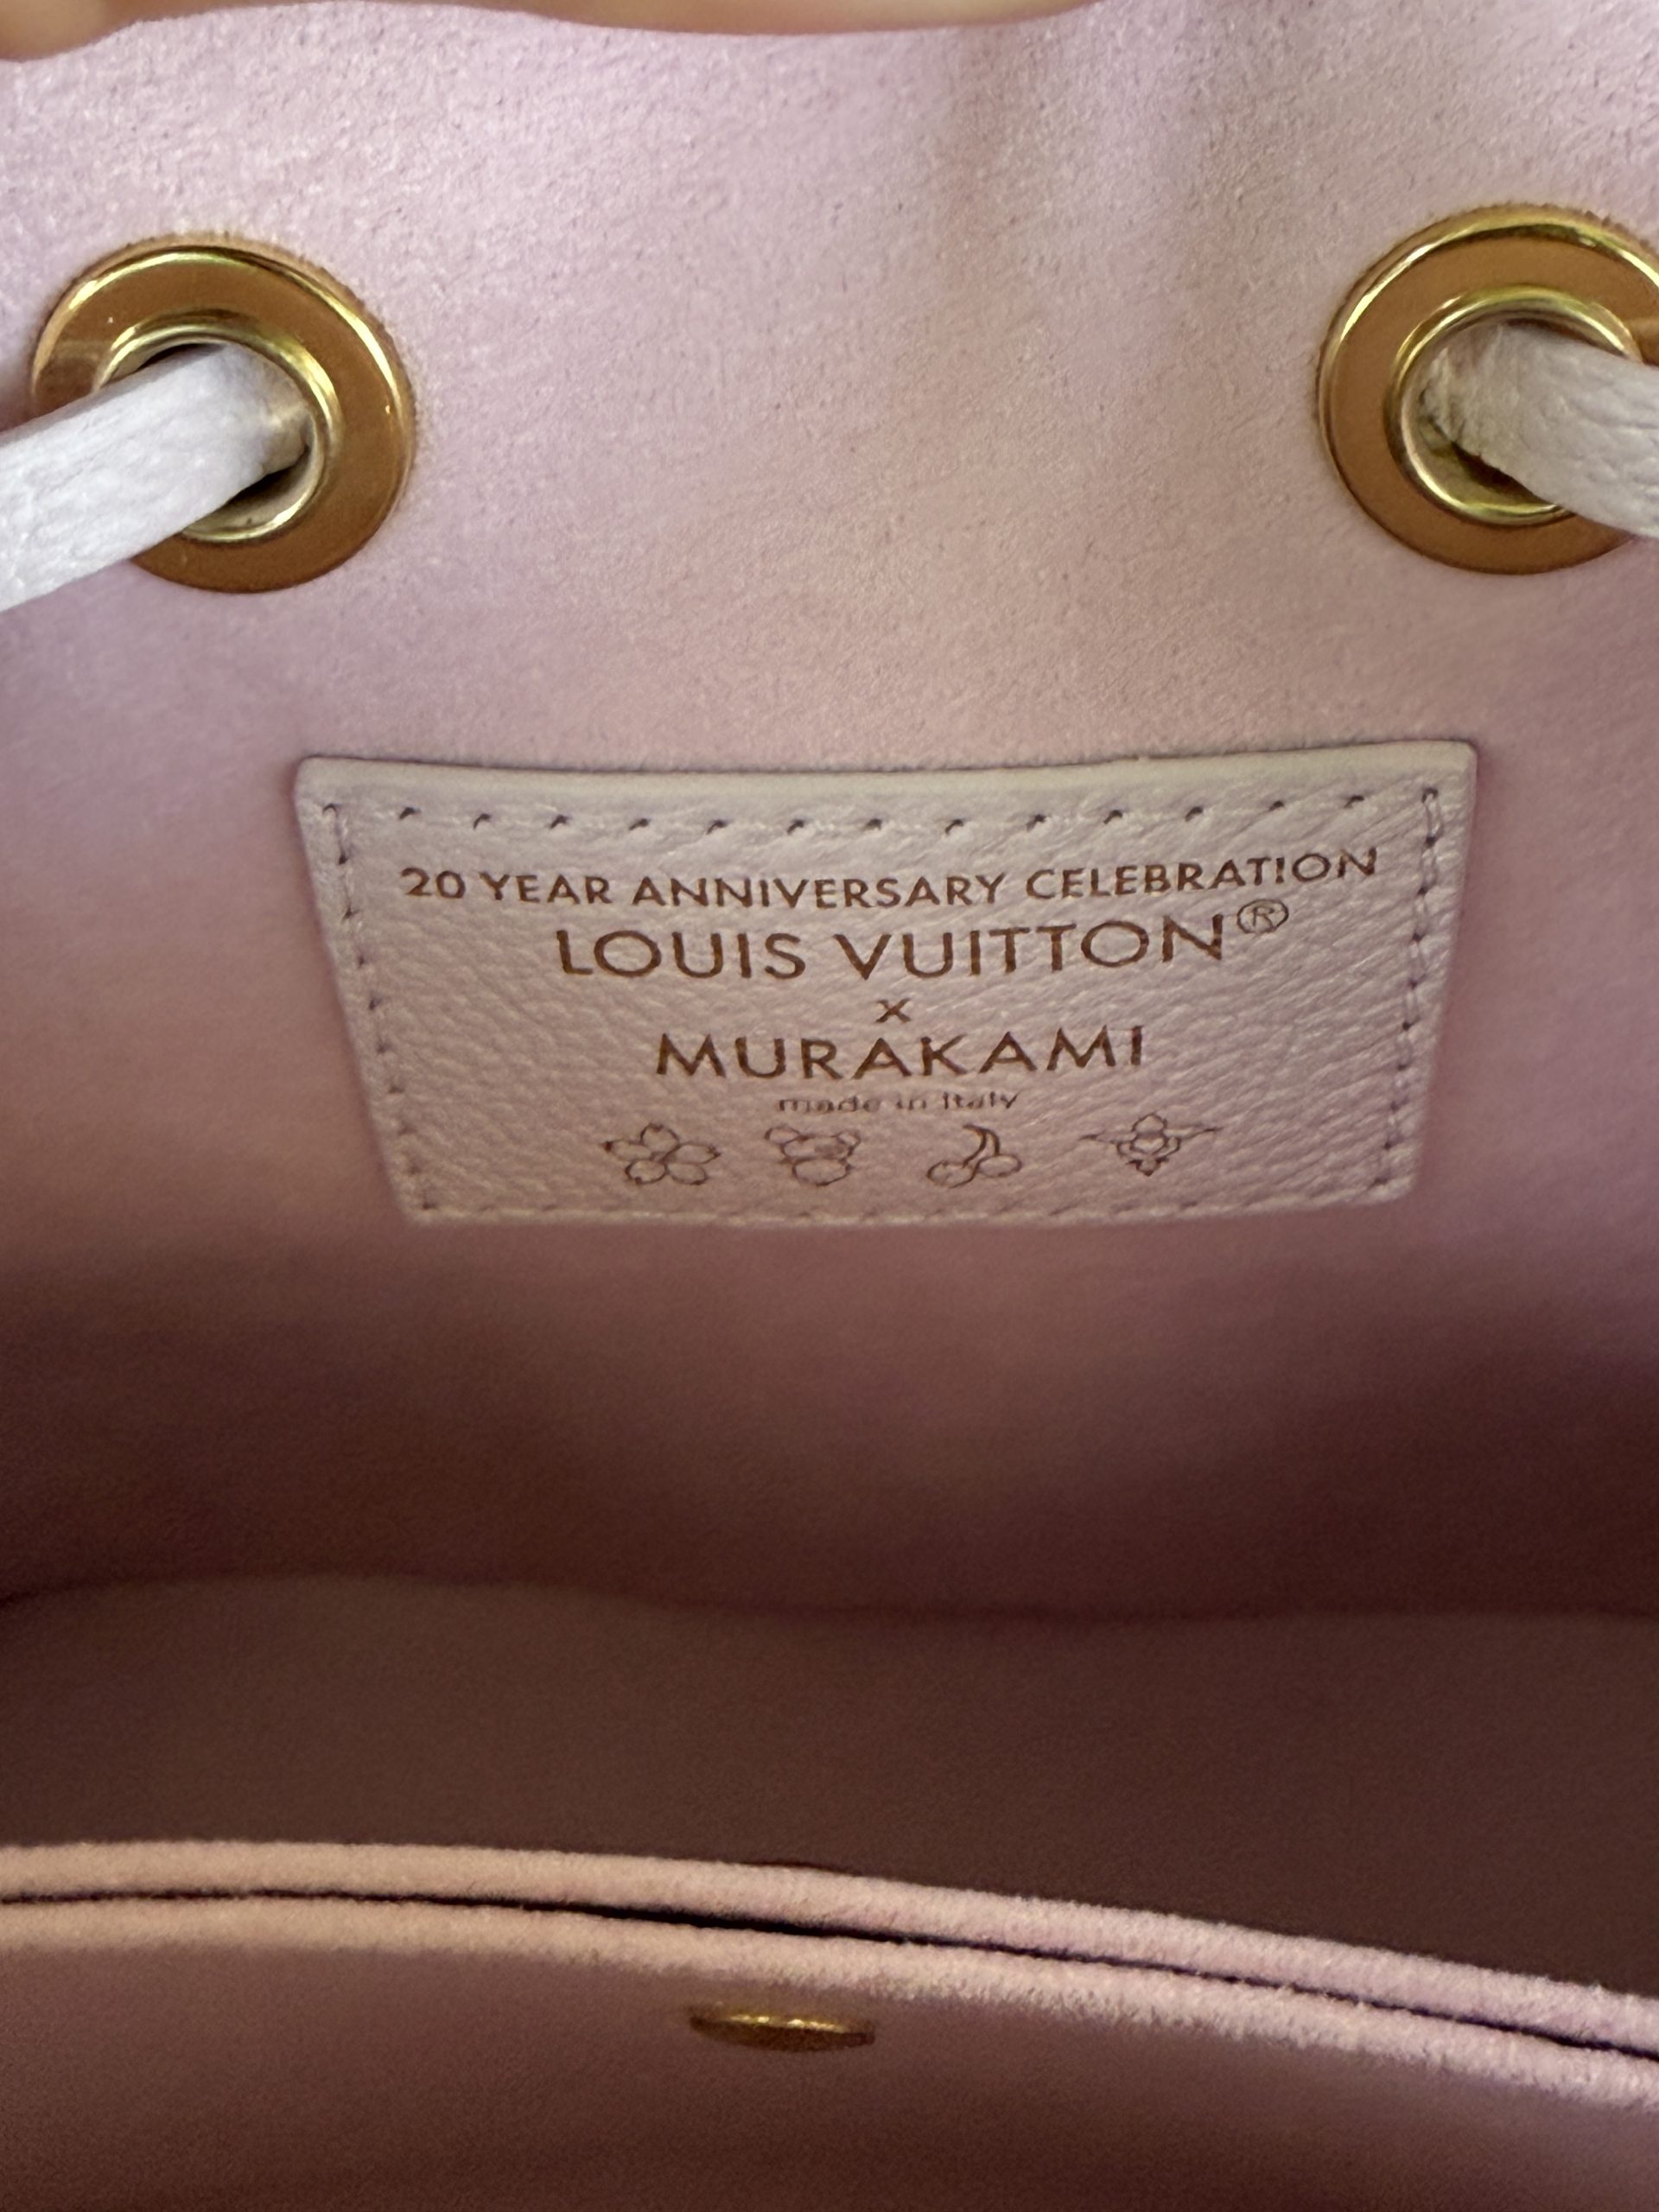 20 YEAR ANNIVERSARY CELEBRATION
LOUIS VUITTON®
x
MURAKAMI
made in Italy